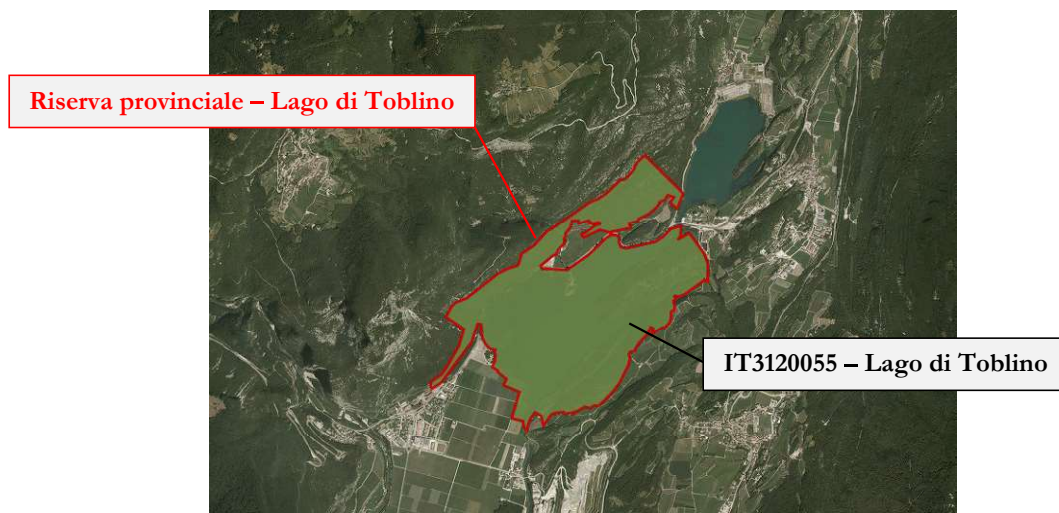 Riserva provinciale – Lago di Toblino
IT3120055 – Lago di Toblino